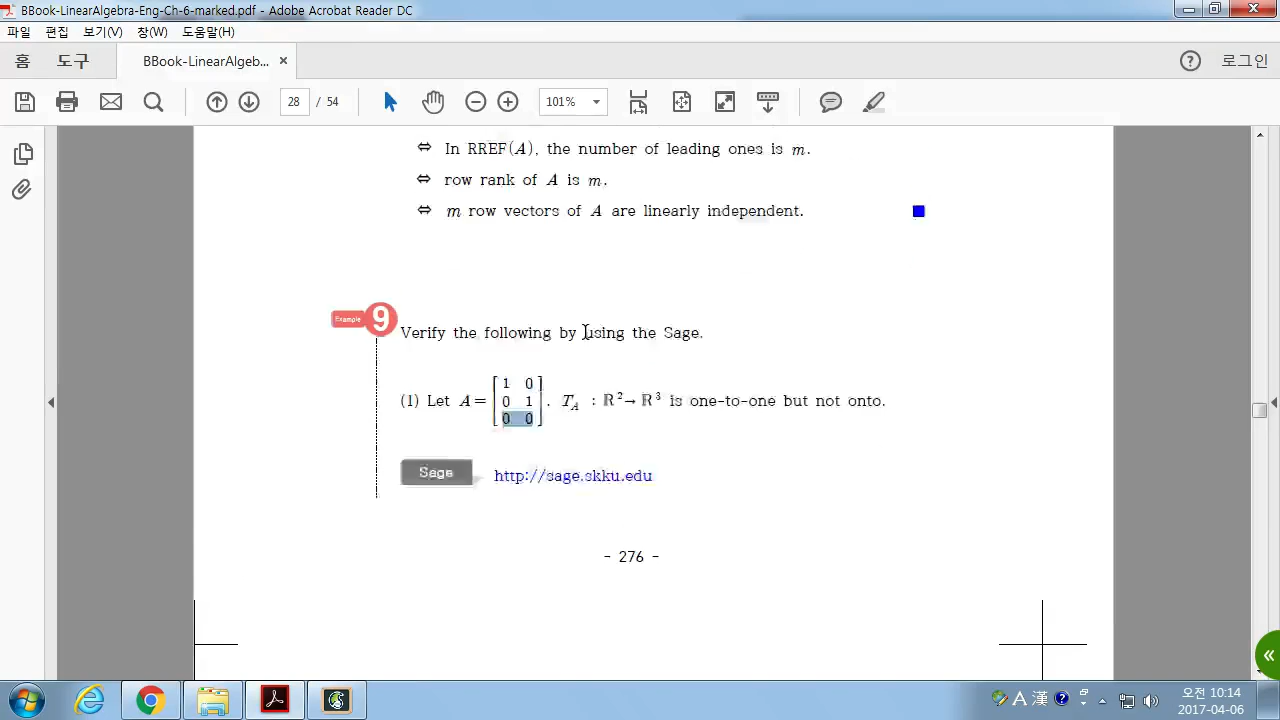 BBook-LinearAlgebra-Eng-Ch-6-marked.pdf - Adobe Acrobat Reader DC
파일 편집 보기(V) 창(W) 도움말(H)
홈 도구 BBook-LinearAlgeb... × ? 로그인
28 / 54 101%
⇔ In RREF(A), the number of leading ones is m.
⇔ row rank of A is m.
⇔ m row vectors of A are linearly independent.
Example 9
Verify the following by using the Sage.
(1) Let A = [1 0; 0 1; 0 0]. T_A : ℝ² → ℝ³ is one-to-one but not onto.
Sage http://sage.skku.edu
- 276 -
«
A 漢 ? 오전 10:14
2017-04-06